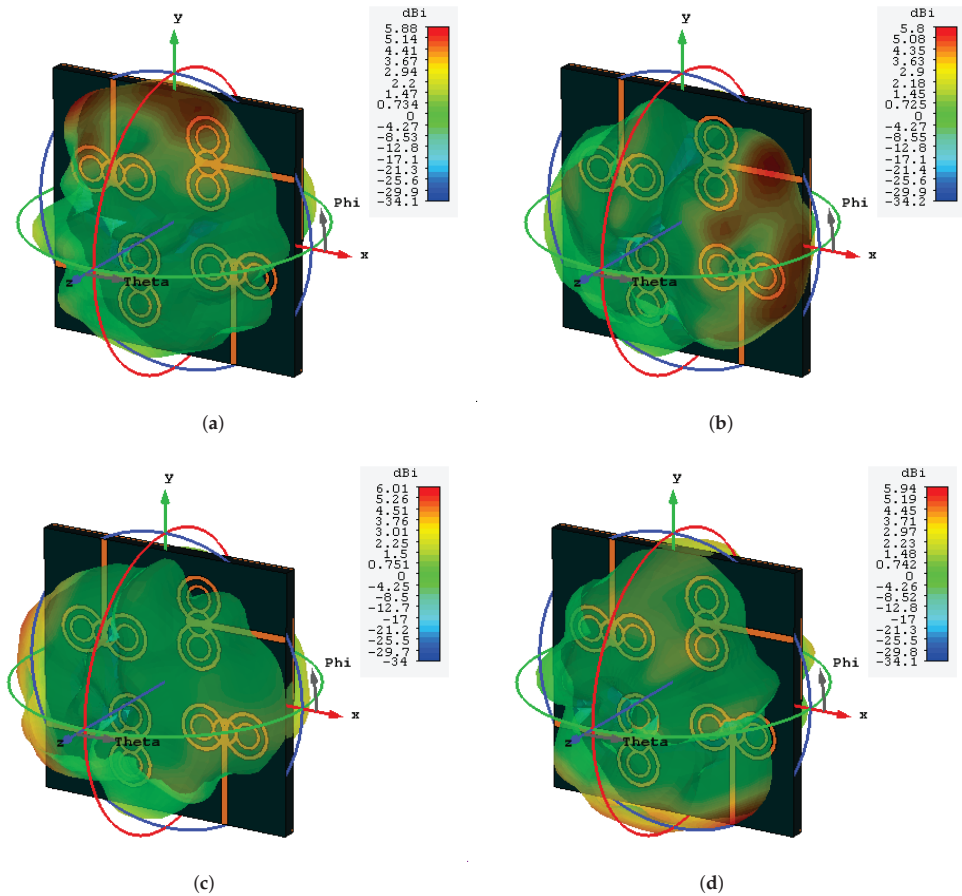 y
dBi
5.88
5.14
4.41
3.67
2.94
2.2
1.47
0.734
0
-4.27
-8.53
-12.8
-17.1
-21.3
-25.6
-29.9
-34.1
Phi
x
z
Theta
(a)
y
dBi
5.8
5.08
4.35
3.63
2.9
2.18
1.45
0.725
0
-4.27
-8.55
-12.8
-17.1
-21.4
-25.6
-29.9
-34.2
Phi
x
z
Theta
(b)
y
dBi
6.01
5.26
4.51
3.76
3.01
2.25
1.5
0.751
0
-4.25
-8.5
-12.7
-17
-21.2
-25.5
-29.7
-34
Phi
x
z
Theta
(c)
y
dBi
5.94
5.19
4.45
3.71
2.97
2.23
1.48
0.742
0
-4.26
-8.52
-12.8
-17
-21.3
-25.5
-29.8
-34.1
Phi
x
z
Theta
(d)